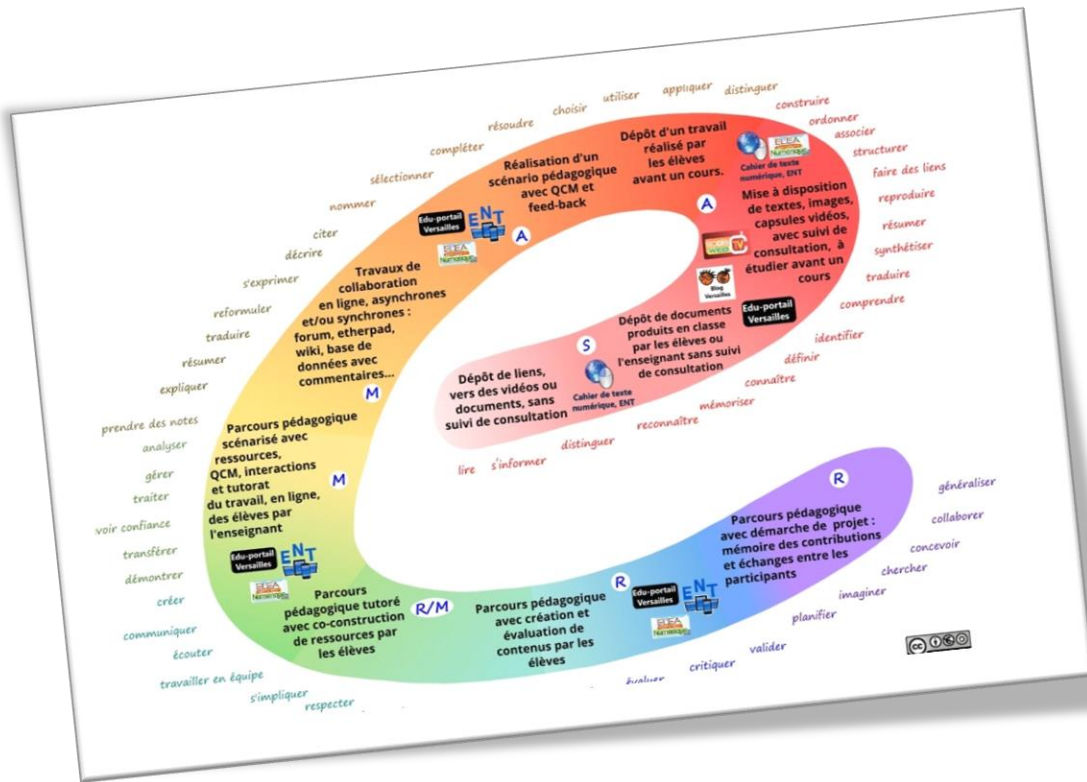 lire
s'informer
distinguer
reconnaître
mémoriser
connaître
définir
identifier
comprendre
traduire
synthétiser
résumer
reproduire
faire des liens
structurer
associer
ordonner
construire
distinguer
appliquer
utiliser
choisir
résoudre
compléter
sélectionner
nommer
citer
décrire
s'exprimer
reformuler
traduire
résumer
expliquer
prendre des notes
analyser
gérer
traiter
voir confiance
transférer
démontrer
créer
communiquer
écouter
travailler en équipe
s'impliquer
respecter
évaluer
critiquer
valider
planifier
imaginer
chercher
concevoir
collaborer
généraliser
Dépôt de liens,
vers des vidéos ou
documents, sans
suivi de consultation
S
Cahier de texte
numérique, ENT
Dépôt de documents
produits en classe
par les élèves ou
l'enseignant sans suivi
de consultation
Edu-portail
Versailles
Blog
Versailles
TV
Mise à disposition
de textes, images,
capsules vidéos,
avec suivi de
consultation, à
étudier avant un
cours
Cahier de texte
numérique, ENT
A
Dépôt d'un travail
réalisé par
les élèves
avant un cours.
Réalisation d'un
scénario pédagogique
avec QCM et
feed-back
A
Edu-portail
Versailles
ENT
Travaux de
collaboration
en ligne, asynchrones
et/ou synchrones :
forum, etherpad,
wiki, base de
données avec
commentaires...
M
Parcours pédagogique
scénarisé avec
ressources,
QCM, interactions
et tutorat
du travail, en ligne,
des élèves par
l'enseignant
M
Edu-portail
Versailles
ENT
Parcours
pédagogique tutoré
avec co-construction
de ressources par
les élèves
R/M
Parcours pédagogique
avec création et
évaluation de
contenus par les
élèves
R
Edu-portail
Versailles
ENT
Parcours pédagogique
avec démarche de projet :
mémoire des contributions
et échanges entre les
participants
R
cc